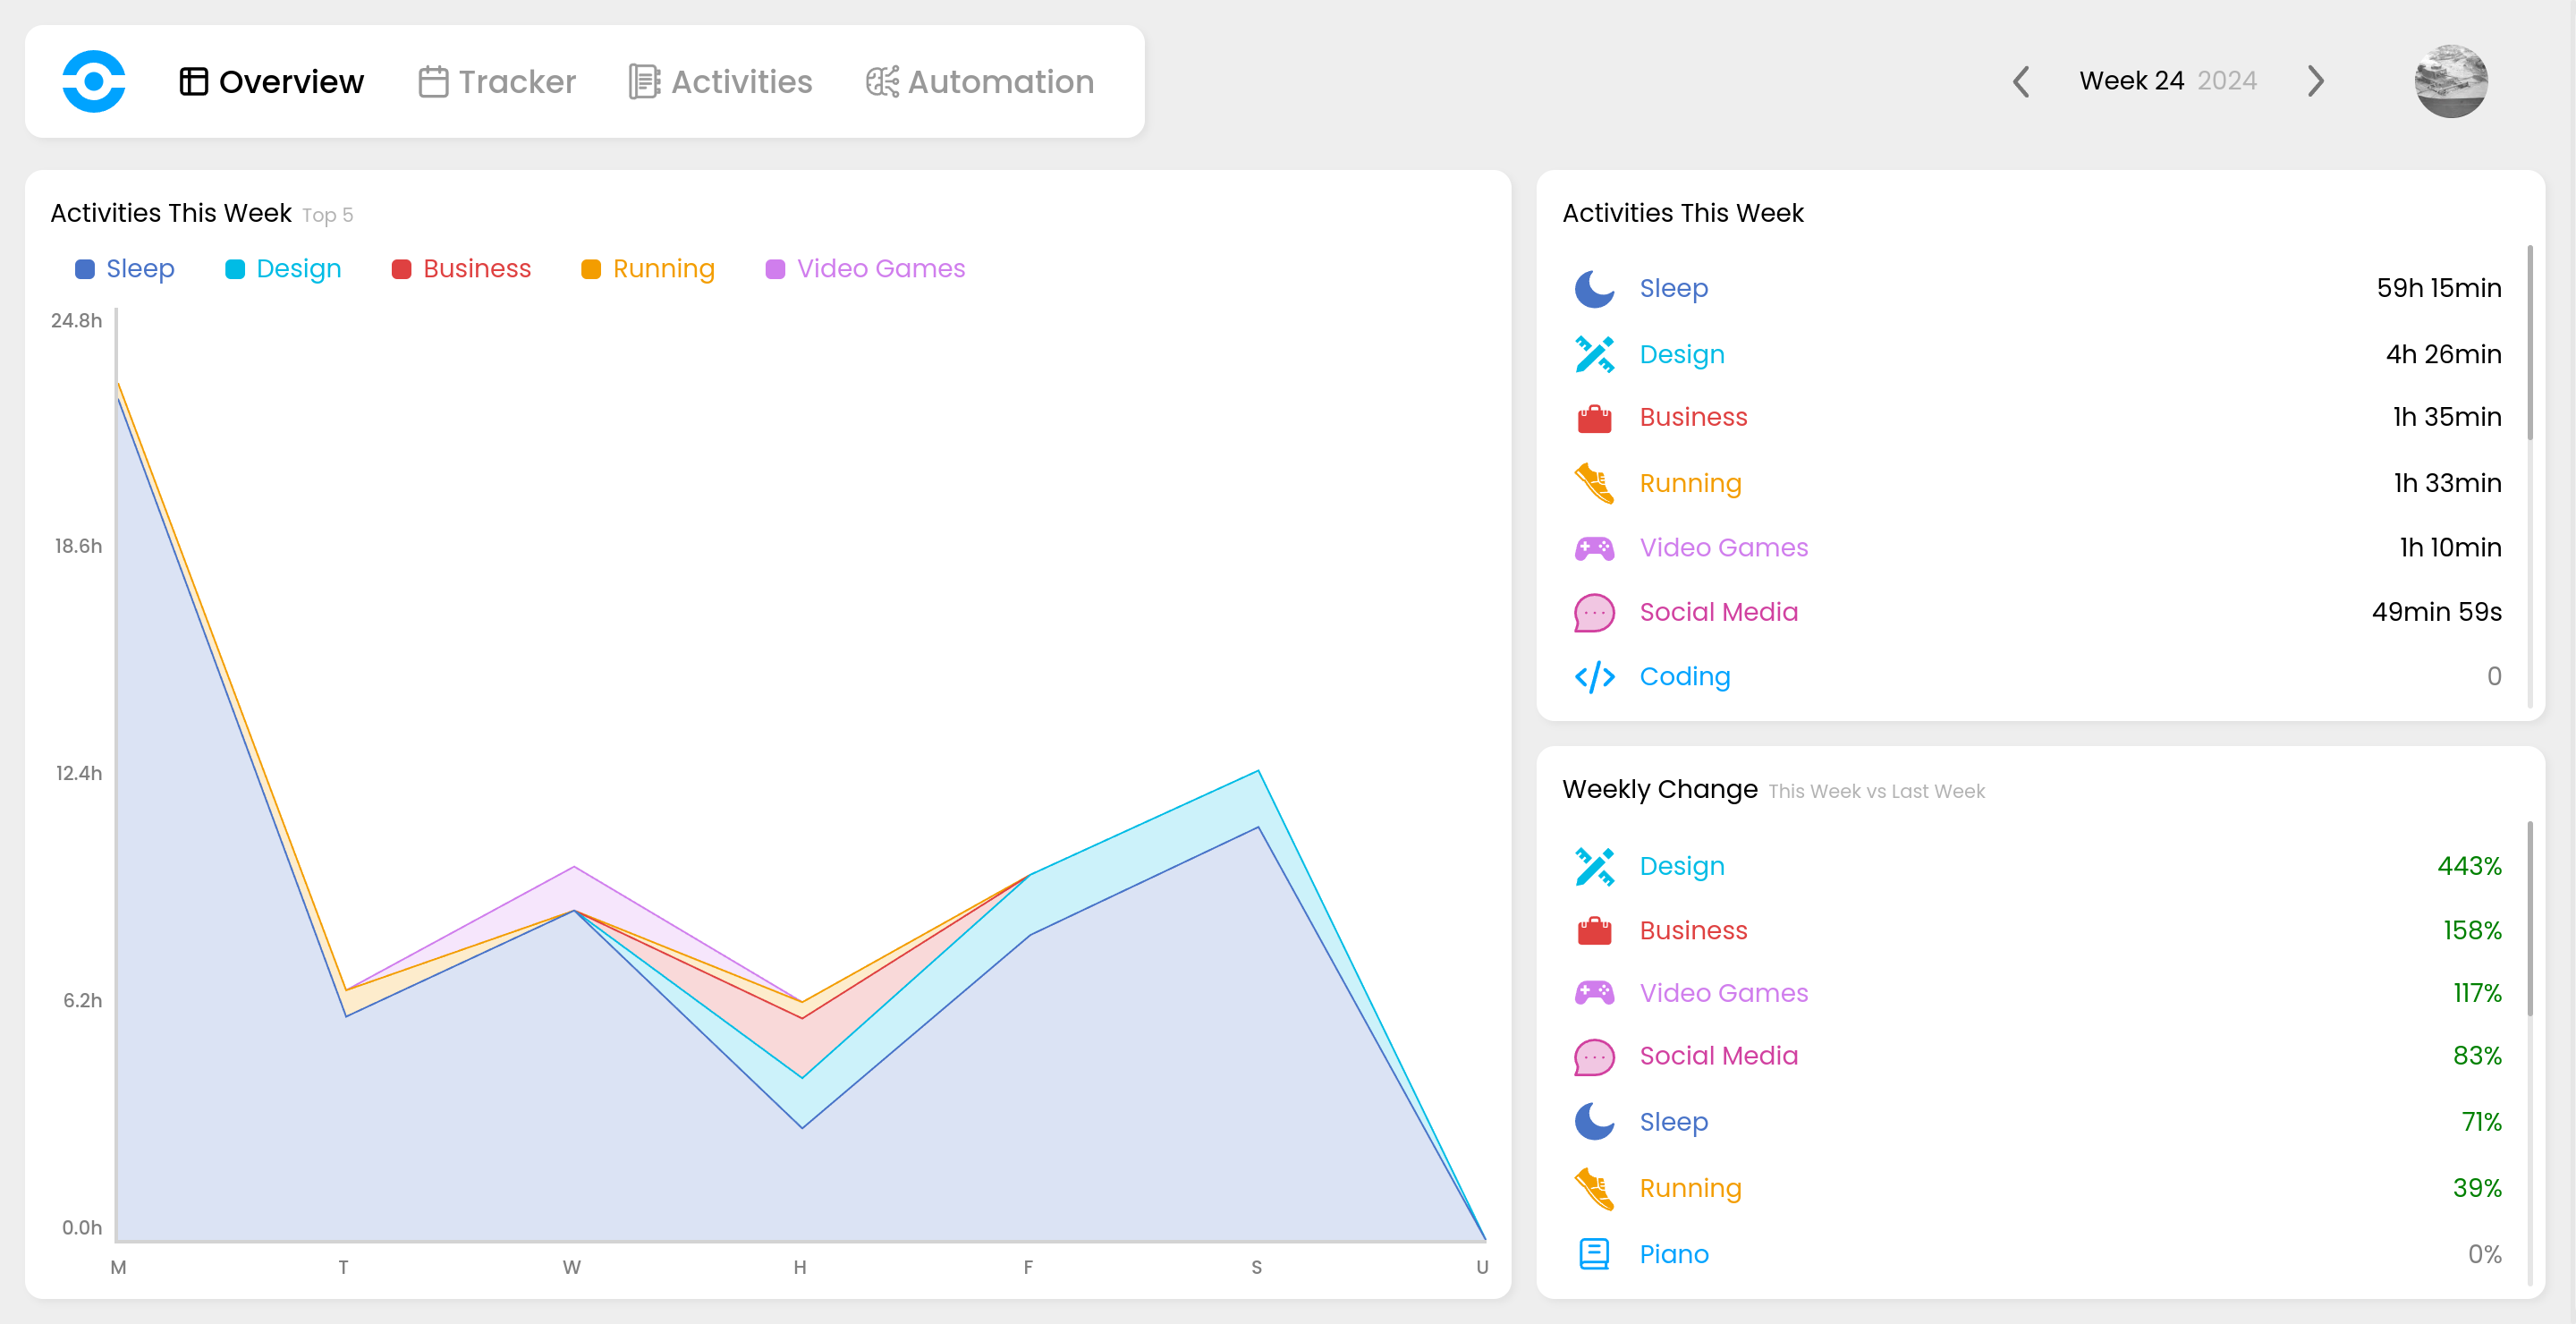 Overview Tracker Activities Automation
Week 24 2024
Activities This Week Top 5
Sleep Design Business Running Video Games
24.8h
18.6h
12.4h
6.2h
0.0h
M T W H F S U
Activities This Week
Sleep 59h 15min
Design 4h 26min
Business 1h 35min
Running 1h 33min
Video Games 1h 10min
Social Media 49min 59s
Coding 0
Weekly Change This Week vs Last Week
Design 443%
Business 158%
Video Games 117%
Social Media 83%
Sleep 71%
Running 39%
Piano 0%